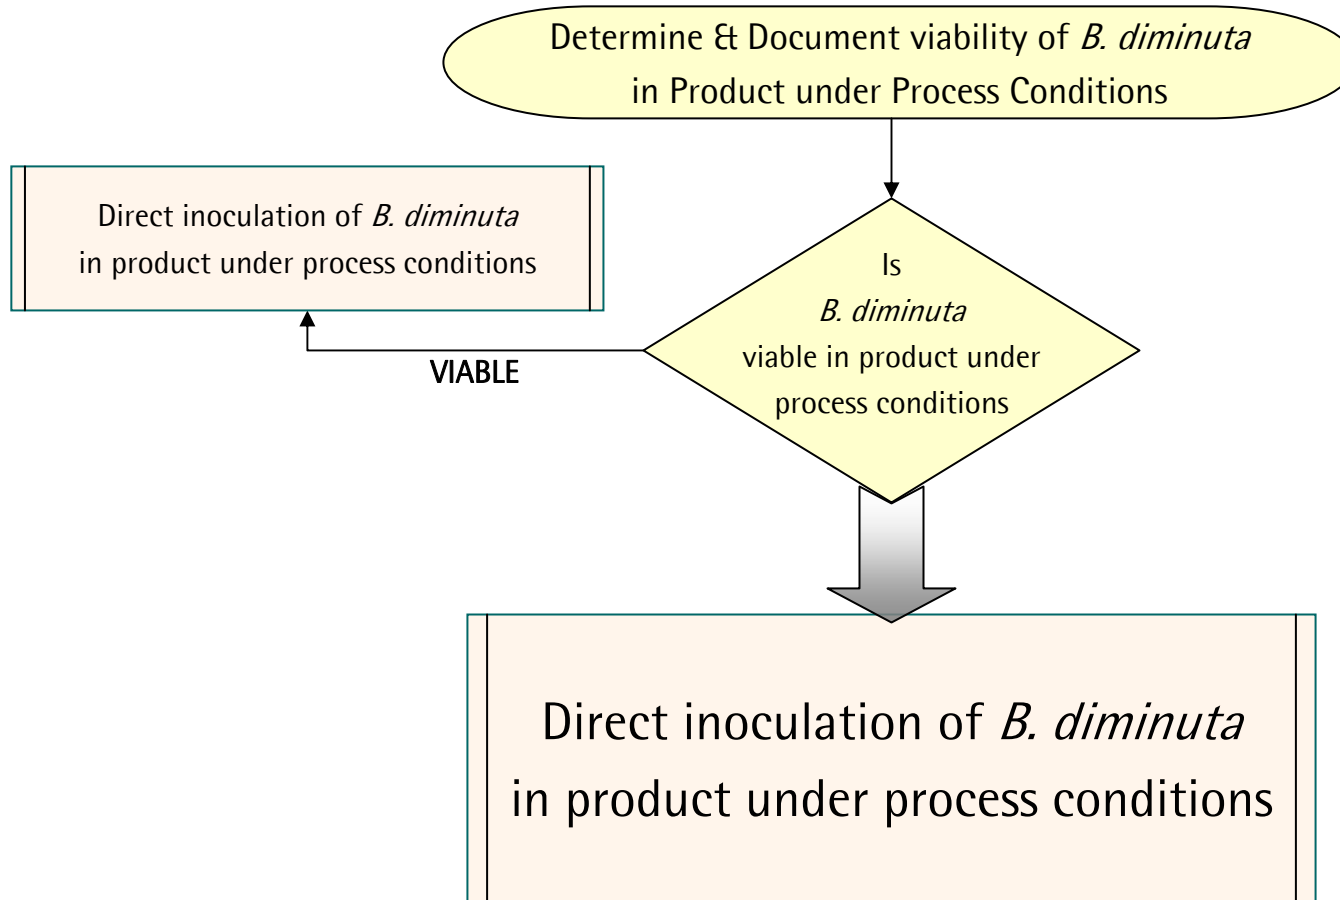 Determine & Document viability of B. diminuta
in Product under Process Conditions
Direct inoculation of B. diminuta
in product under process conditions
Is
B. diminuta
viable in product under
process conditions
VIABLE
Direct inoculation of B. diminuta
in product under process conditions